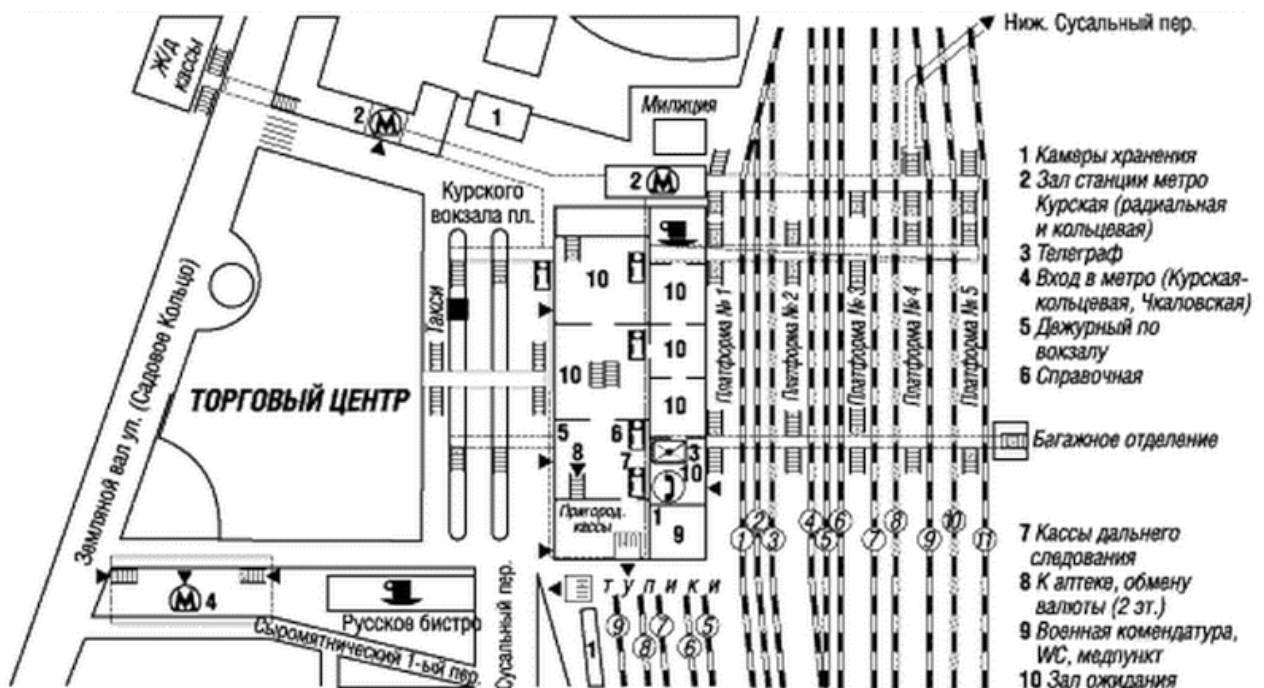 Ж/д
кассы
Ниж. Сусальный пер.
2
М
1
Милиция
2 М
Курского
вокзала пл.
1 Камеры хранения
2 Зал станции метро
Курская (радиальная
и кольцевая)
3 Телеграф
4 Вход в метро (Курская-
кольцевая, Чкаловская)
5 Дежурный по
вокзалу
6 Справочная
Такси
10
10
10
10
10
Платформа № 1
Платформа № 2
Платформа № 3
Платформа № 4
Платформа № 5
ТОРГОВЫЙ ЦЕНТР
Земляной вал ул. (Садовое Кольцо)
5
6
8
7
3
10
Багажное отделение
Пригород.
кассы
1
9
1 2 3 4 5 6 7 8 9 10 11
7 Кассы дальнего
следования
8 К аптеке, обмену
валюты (2 эт.)
9 Военная комендатура,
WC, медпункт
10 Зал ожидания
М 4
Русское бистро
Сыромятнический 1-ый пер.
Сусальный пер.
тупики
9 8 7 6 5
1